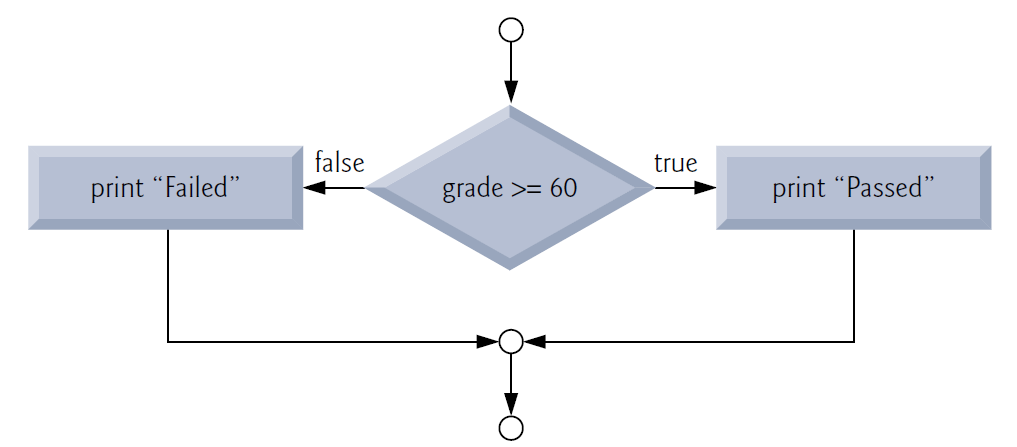 false
true
print “Failed”
grade >= 60
print “Passed”